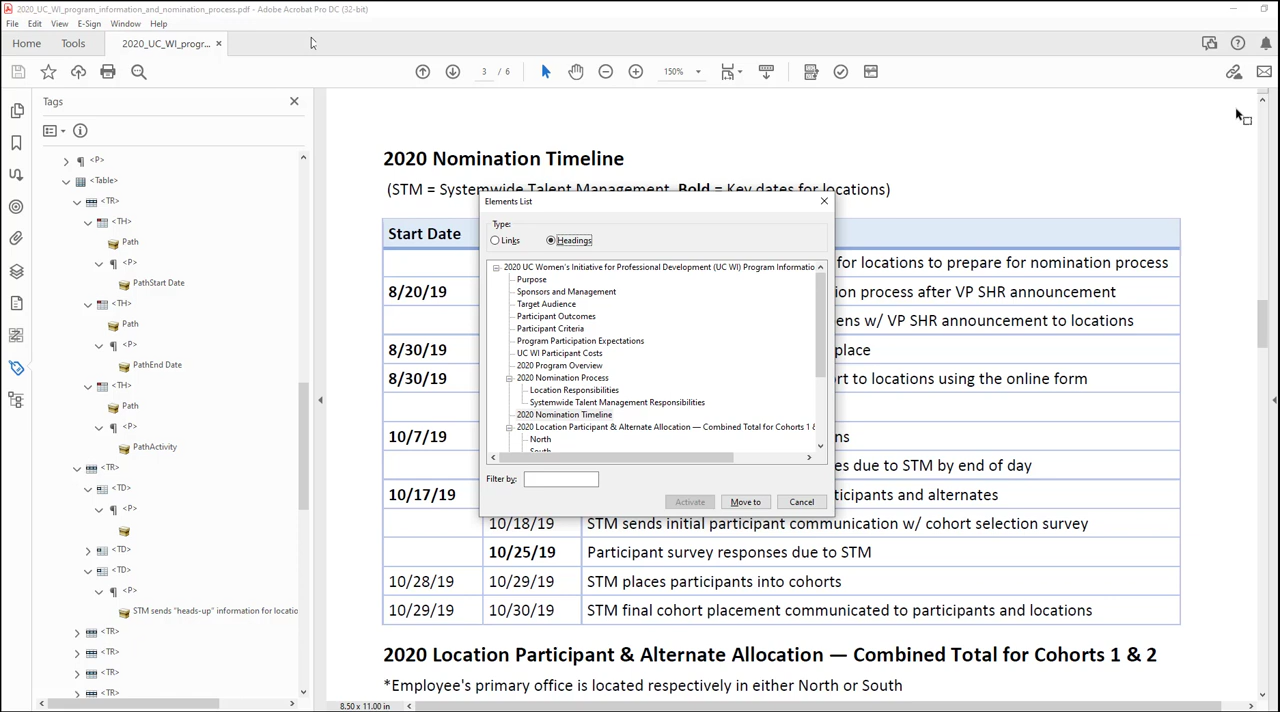 2020_UC_WI_program_information_and_nomination_process.pdf - Adobe Acrobat Pro DC (32-bit)
File Edit View E-Sign Window Help
Home Tools 2020_UC_WI_progr... ×
3 / 6 150%
Tags
<P>
<Table>
<TR>
<TH>
Path
<P>
PathStart Date
<TH>
Path
<P>
PathEnd Date
<TH>
Path
<P>
PathActivity
<TR>
<TD>
<P>
<TD>
<TD>
<P>
STM sends "heads-up" information for locatio
<TR>
<TR>
<TR>
<TR>
2020 Nomination Timeline
(STM = Systemwide Talent Management, Bold = Key dates for locations)
Start Date
for locations to prepare for nomination process
8/20/19 ion process after VP SHR announcement
ens w/ VP SHR announcement to locations
8/30/19 place
8/30/19 rt to locations using the online form
10/7/19 ns
es due to STM by end of day
10/17/19 ticipants and alternates
10/18/19 STM sends initial participant communication w/ cohort selection survey
10/25/19 Participant survey responses due to STM
10/28/19 10/29/19 STM places participants into cohorts
10/29/19 10/30/19 STM final cohort placement communicated to participants and locations
2020 Location Participant & Alternate Allocation — Combined Total for Cohorts 1 & 2
*Employee's primary office is located respectively in either North or South
8.50 x 11.00 in
Elements List
Type:
Links Headings
2020 UC Women's Initiative for Professional Development (UC WI) Program Informatio
Purpose
Sponsors and Management
Target Audience
Participant Outcomes
Participant Criteria
Program Participation Expectations
UC WI Participant Costs
2020 Program Overview
2020 Nomination Process
Location Responsibilities
Systemwide Talent Management Responsibilities
2020 Nomination Timeline
2020 Location Participant & Alternate Allocation — Combined Total for Cohorts 1 &
North
South
Filter by:
Activate Move to Cancel